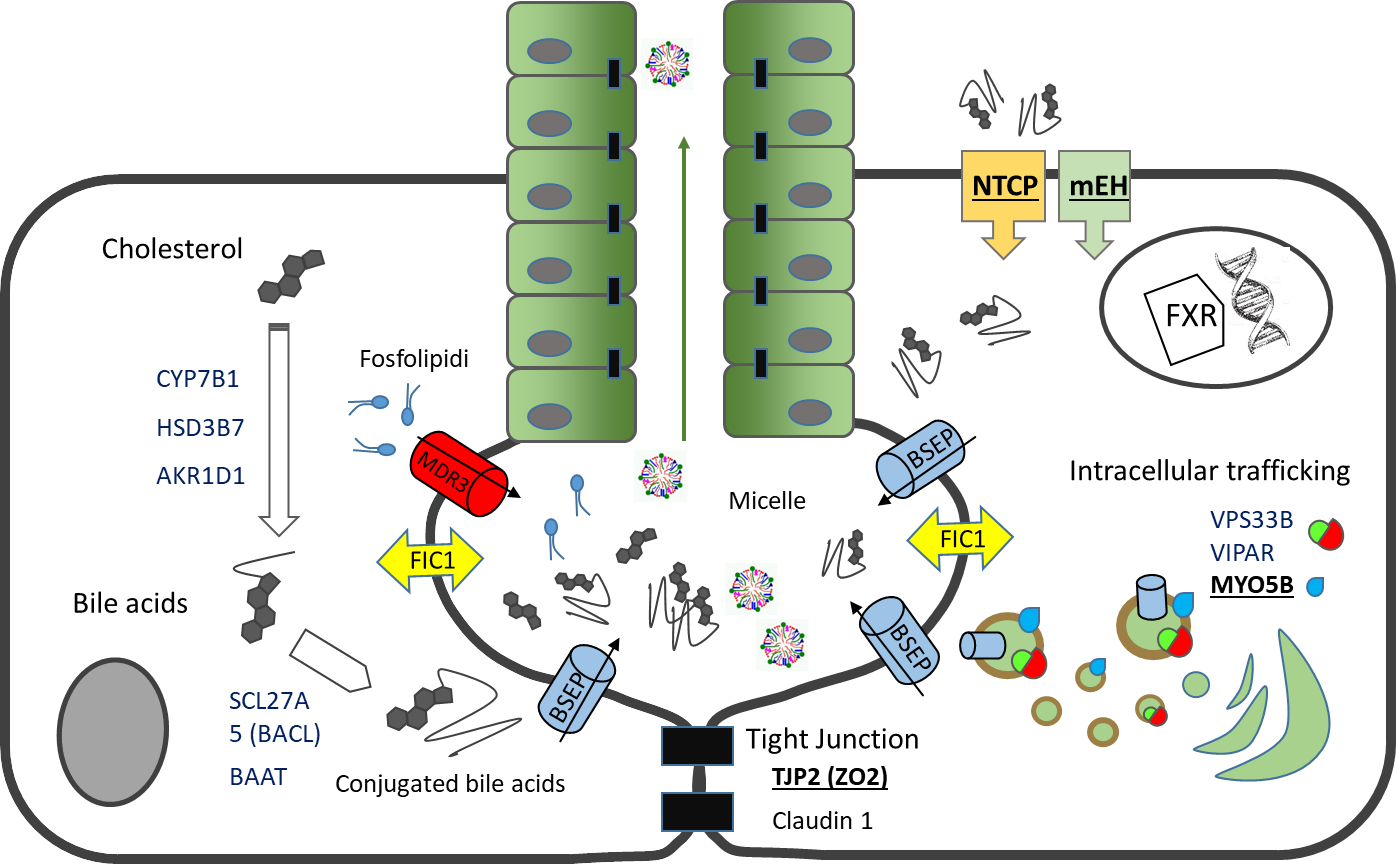 NTCP
mEH
Cholesterol
FXR
CYP7B1
HSD3B7
AKR1D1
Fosfolipidi
MDR3
BSEP
Micelle
Intracellular trafficking
VPS33B
VIPAR
MYO5B
FIC1
FIC1
Bile acids
BSEP
BSEP
SCL27A
5 (BACL)
BAAT
Conjugated bile acids
Tight Junction
TJP2 (ZO2)
Claudin 1